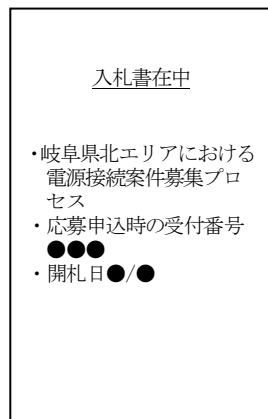 入札書在中
・岐阜県北エリアにおける
電源接続案件募集プロ
セス
・応募申込時の受付番号
●●●
・開札日●/●